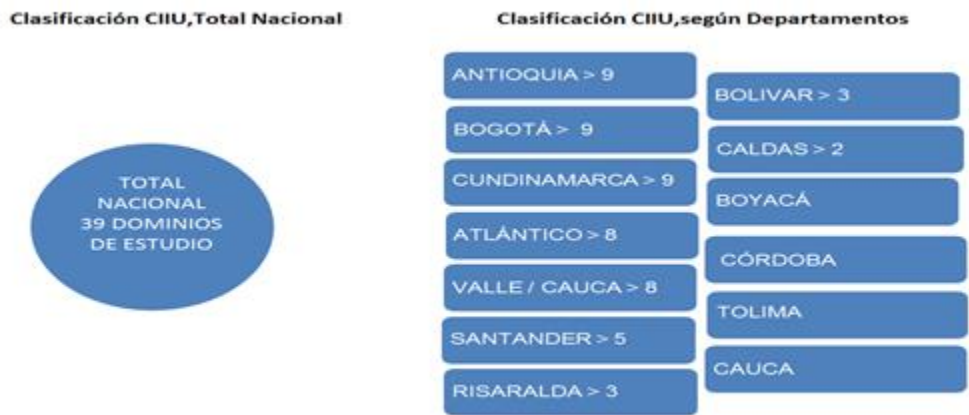 Clasificación CIIU,Total Nacional
TOTAL
NACIONAL
39 DOMINIOS
DE ESTUDIO
Clasificación CIIU,según Departamentos
ANTIOQUIA > 9
BOGOTÁ > 9
CUNDINAMARCA > 9
ATLÁNTICO > 8
VALLE / CAUCA > 8
SANTANDER > 5
RISARALDA > 3
BOLIVAR > 3
CALDAS > 2
BOYACÁ
CÓRDOBA
TOLIMA
CAUCA